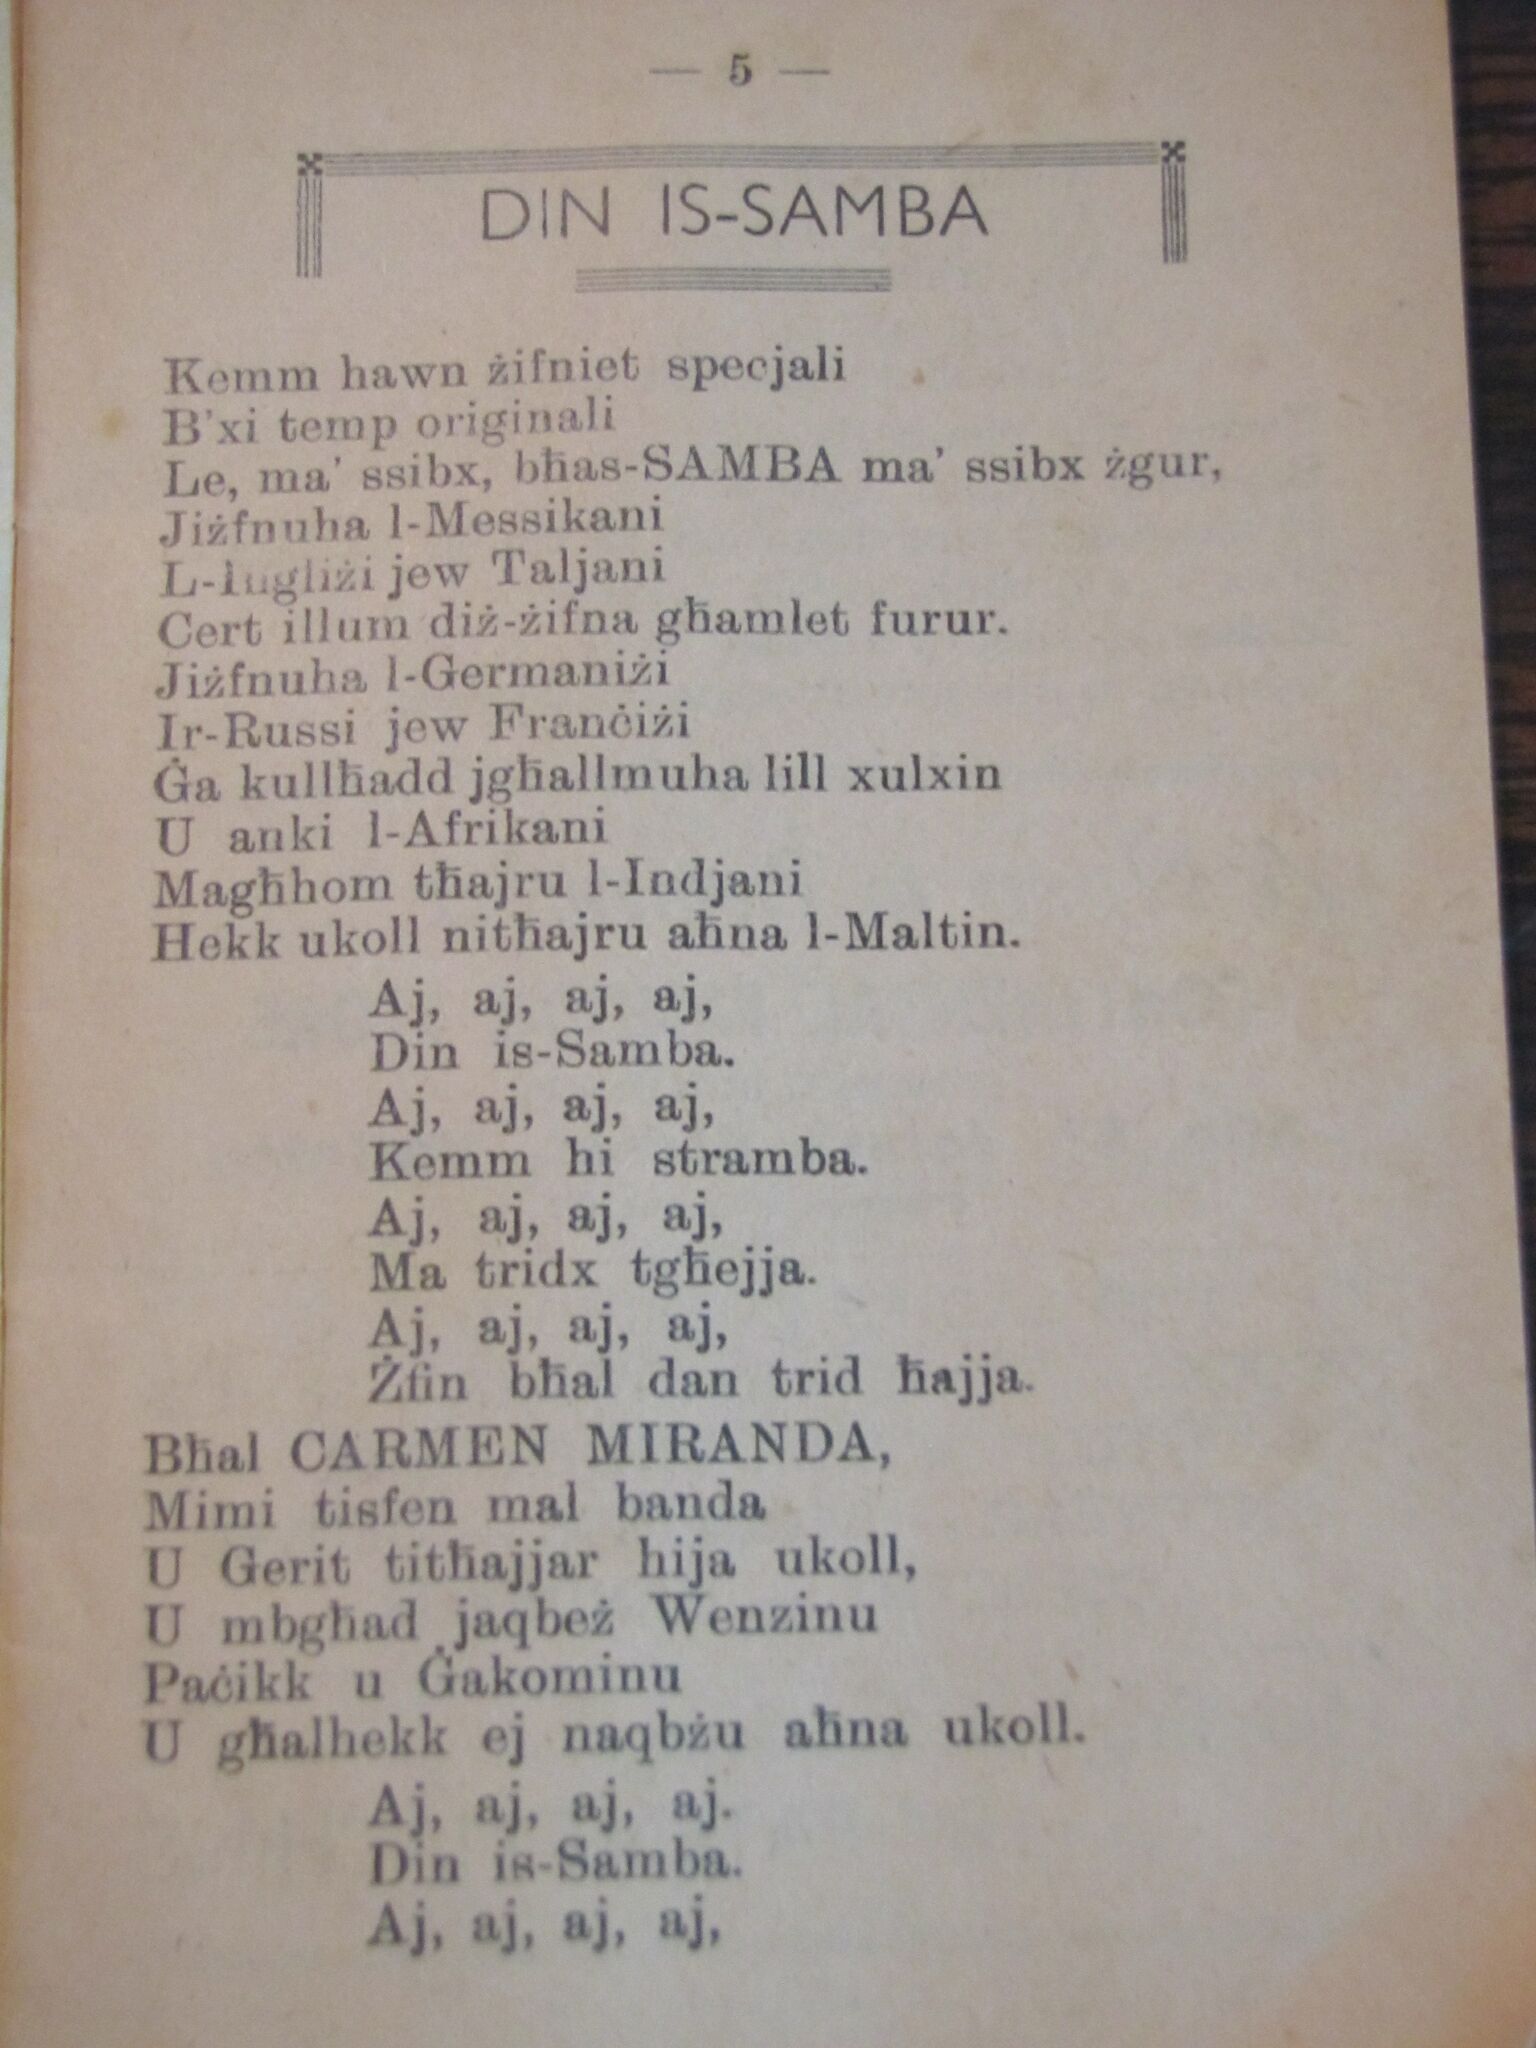 — 5 —
DIN IS-SAMBA
Kemm hawn żifniet specjali
B'xi temp originali
Le, ma' ssibx, bħas-SAMBA ma' ssibx żgur,
Jiżfnuha l-Messikani
L-Ingliżi jew Taljani
Cert illum diż-żifna għamlet furur.
Jiżfnuha l-Germaniżi
Ir-Russi jew Franċiżi
Ġa kullħadd jgħallmuha lill xulxin
U anki l-Afrikani
Magħhom tħajru l-Indjani
Hekk ukoll nitħajru aħna l-Maltin.
Aj, aj, aj, aj,
Din is-Samba.
Aj, aj, aj, aj,
Kemm hi stramba.
Aj, aj, aj, aj,
Ma tridx tgħejja.
Aj, aj, aj, aj,
Żfin bħal dan trid ħajja.
Bħal CARMEN MIRANDA,
Mimi tisfen mal banda
U Gerit titħajjar hija ukoll,
U mbgħad jaqbeż Wenzinu
Paċikk u Ġakominu
U għalhekk ej naqbżu aħna ukoll.
Aj, aj, aj, aj.
Din is-Samba.
Aj, aj, aj, aj,